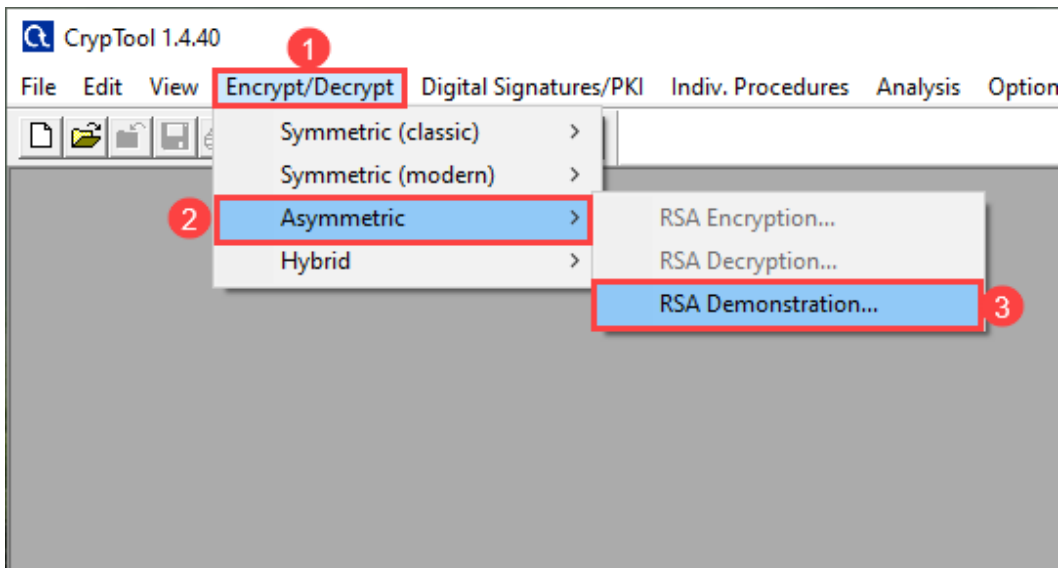 CrypTool 1.4.40
1
File Edit View Encrypt/Decrypt Digital Signatures/PKI Indiv. Procedures Analysis Option
Symmetric (classic) >
Symmetric (modern) >
2 Asymmetric > RSA Encryption...
Hybrid > RSA Decryption...
RSA Demonstration... 3